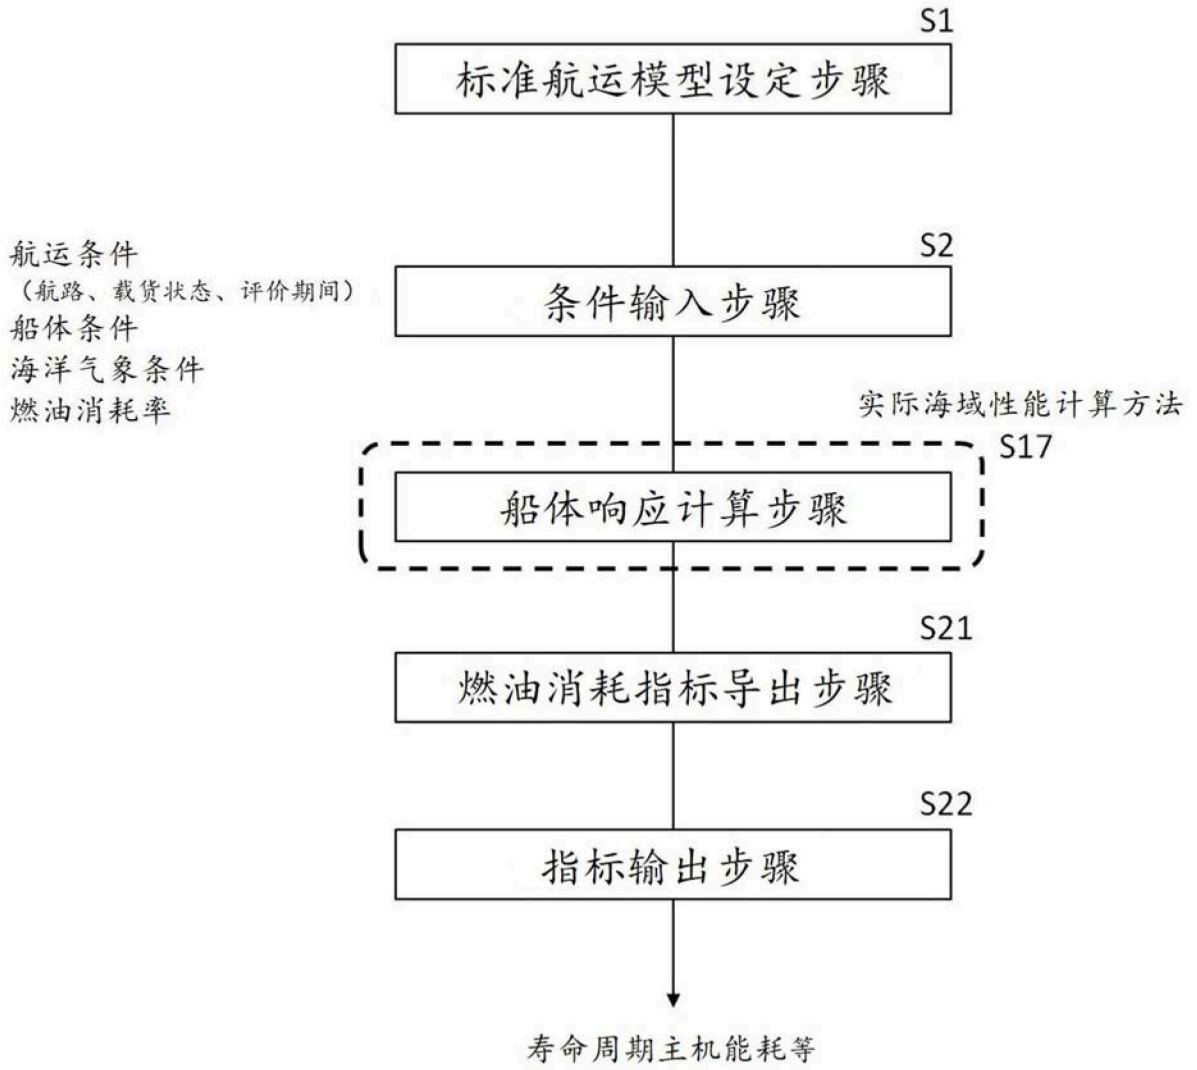 S1
标准航运模型设定步骤
S2
条件输入步骤
航运条件
（航路、载货状态、评价期间）
船体条件
海洋气象条件
燃油消耗率
实际海域性能计算方法
S17
船体响应计算步骤
S21
燃油消耗指标导出步骤
S22
指标输出步骤
寿命周期主机能耗等